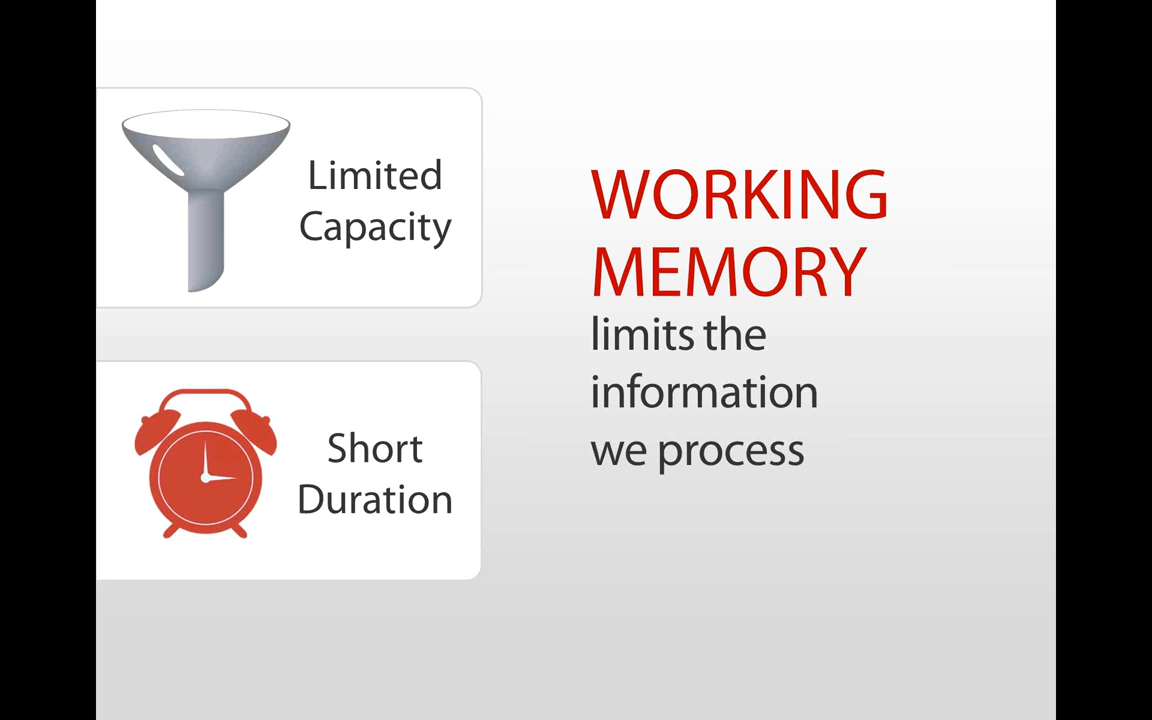 Limited
Capacity
WORKING
MEMORY
limits the
information
we process
Short
Duration